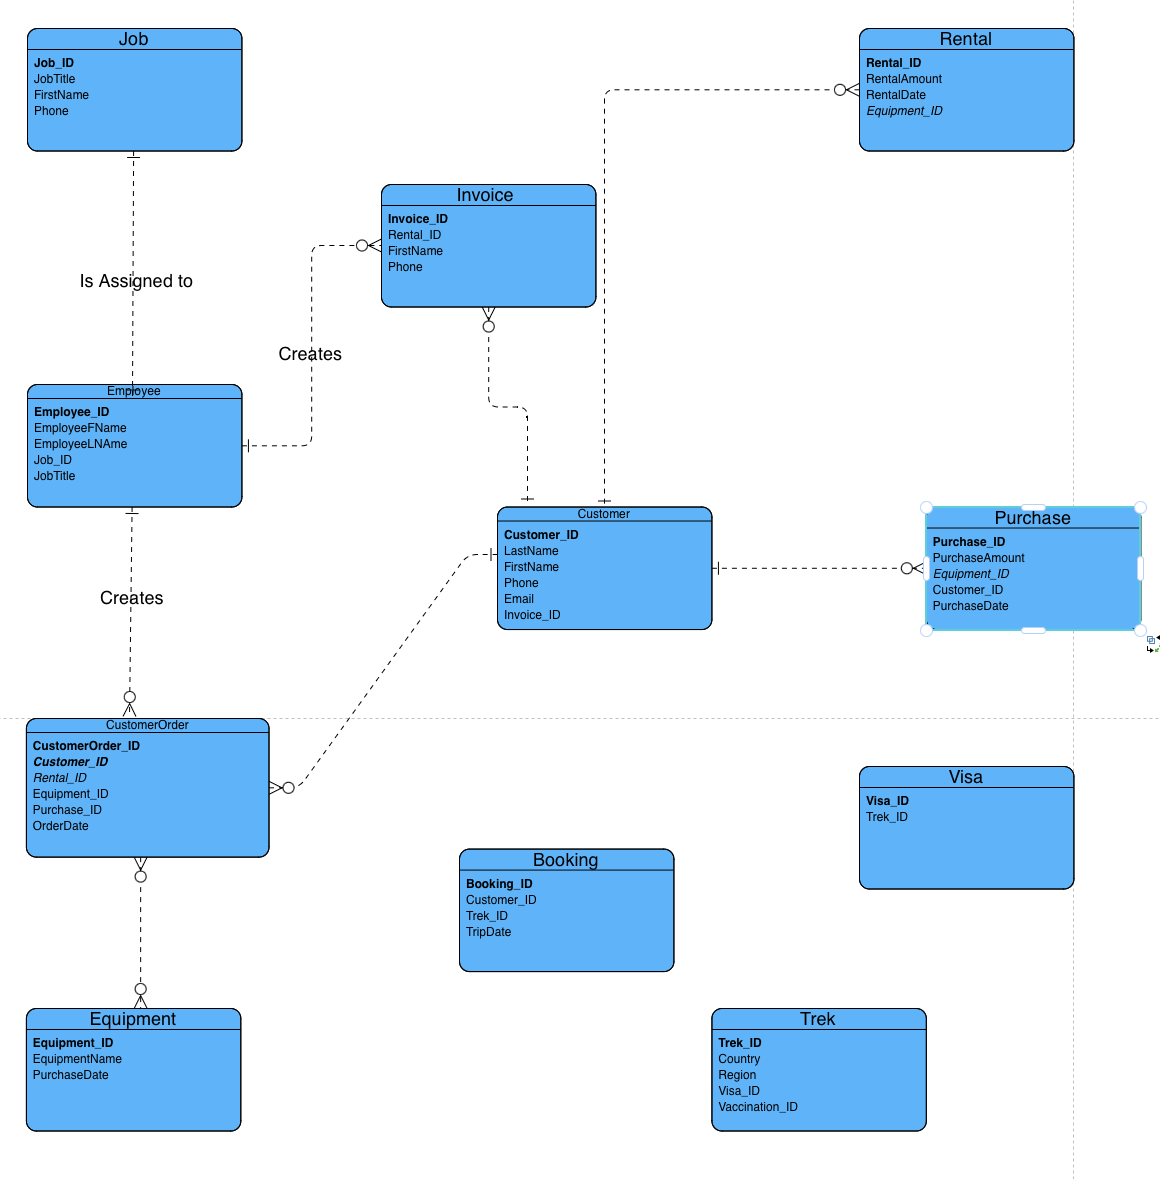 Job
Job_ID
JobTitle
FirstName
Phone
Rental
Rental_ID
RentalAmount
RentalDate
Equipment_ID
Invoice
Invoice_ID
Rental_ID
FirstName
Phone
Is Assigned to
Creates
Employee
Employee_ID
EmployeeFName
EmployeeLNAme
Job_ID
JobTitle
Customer
Customer_ID
LastName
FirstName
Phone
Email
Invoice_ID
Purchase
Purchase_ID
PurchaseAmount
Equipment_ID
Customer_ID
PurchaseDate
Creates
CustomerOrder
CustomerOrder_ID
Customer_ID
Rental_ID
Equipment_ID
Purchase_ID
OrderDate
Visa
Visa_ID
Trek_ID
Booking
Booking_ID
Customer_ID
Trek_ID
TripDate
Equipment
Equipment_ID
EquipmentName
PurchaseDate
Trek
Trek_ID
Country
Region
Visa_ID
Vaccination_ID